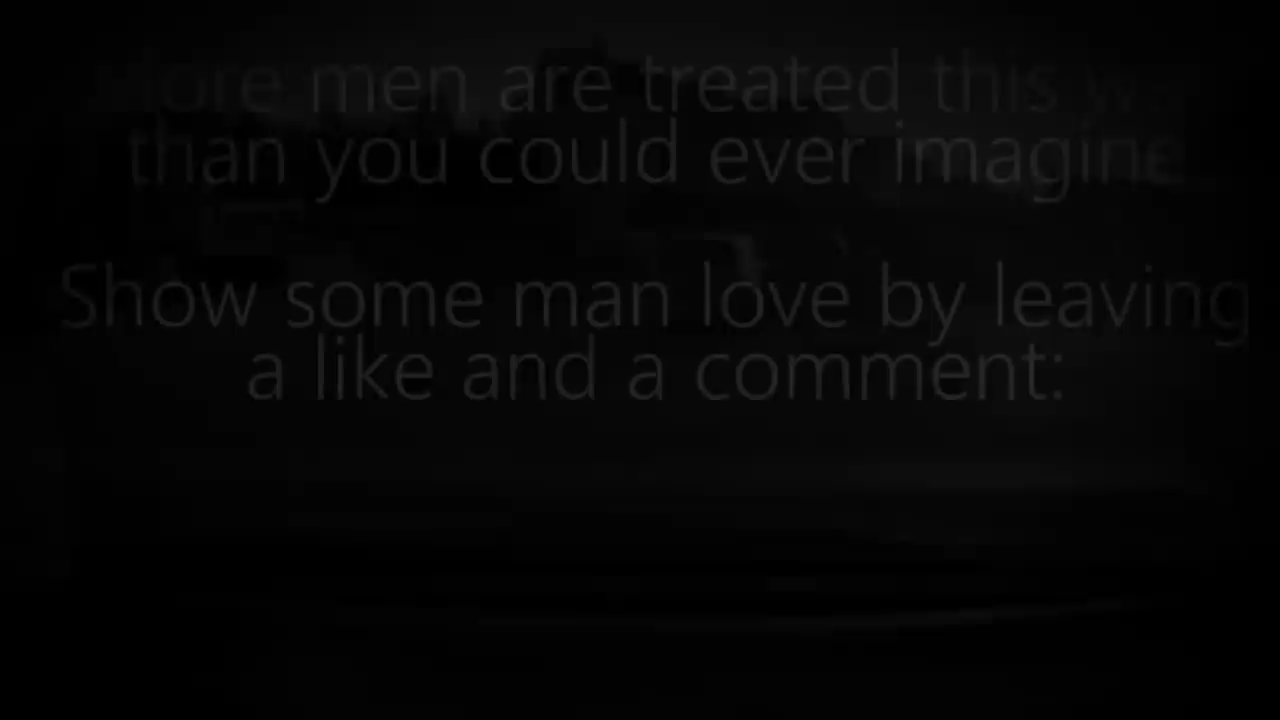 More men are treated this way
than you could ever imagine
Show some man love by leaving
a like and a comment: